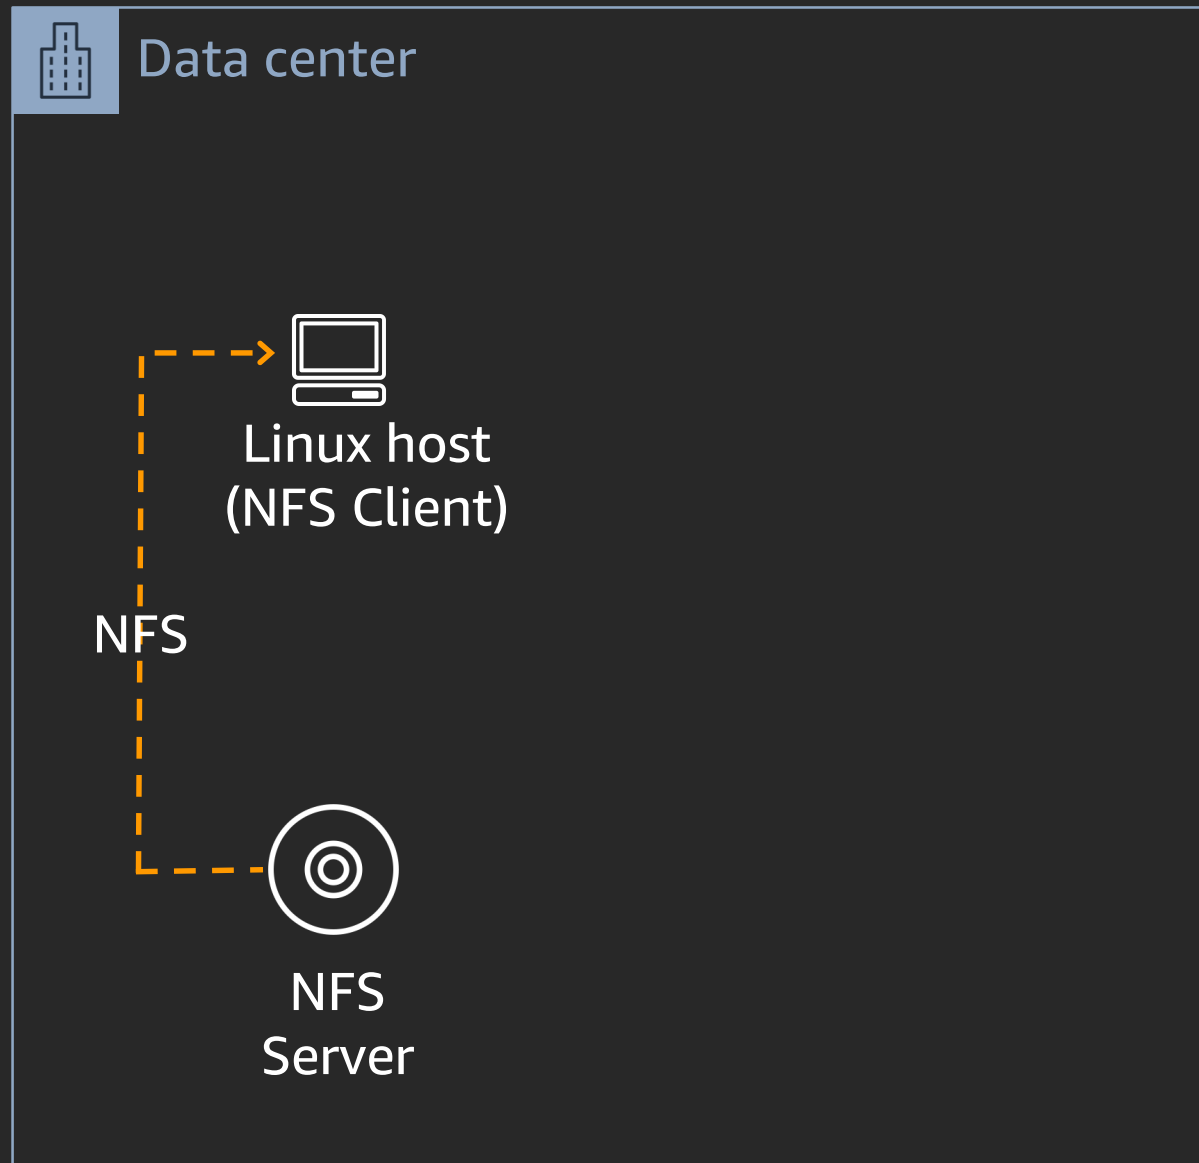 Data center
Linux host
(NFS Client)
NFS
NFS
Server